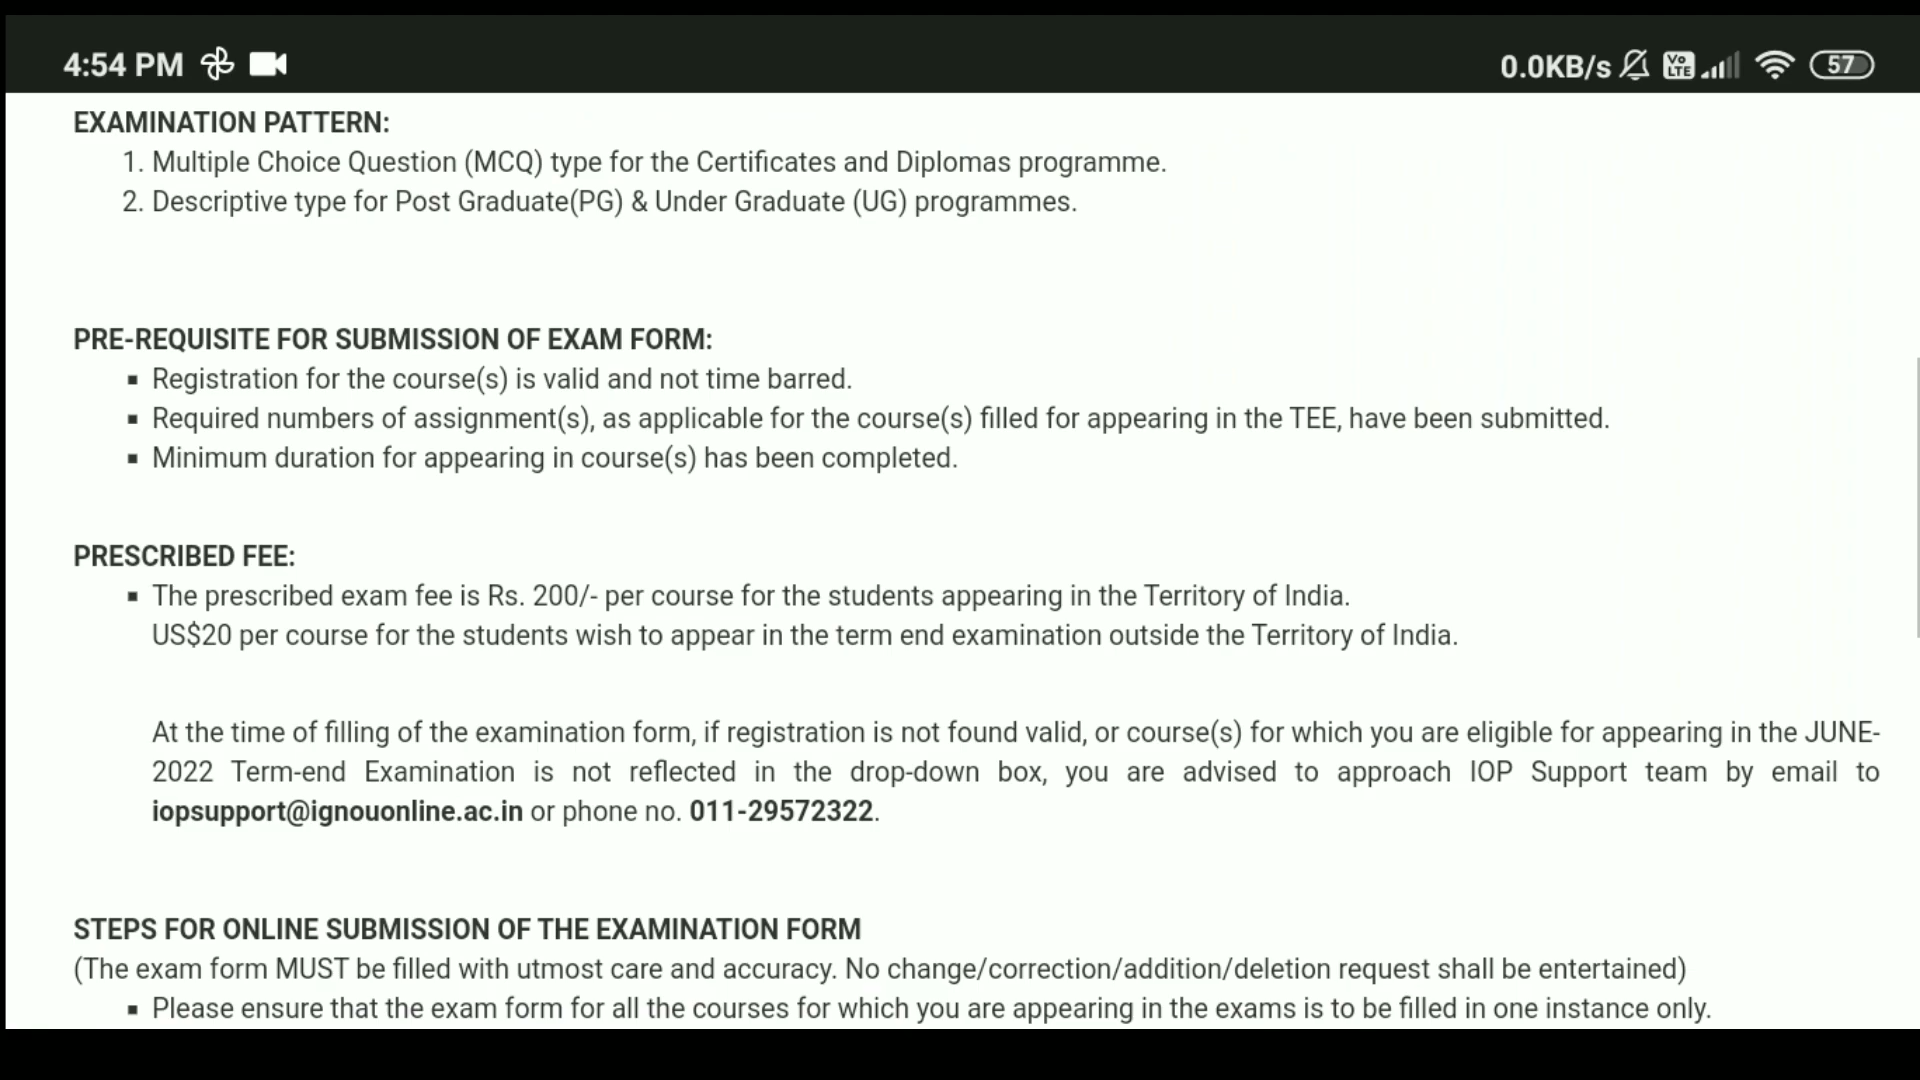 4:54 PM
0.0KB/s
Vo
LTE
57
EXAMINATION PATTERN:
1. Multiple Choice Question (MCQ) type for the Certificates and Diplomas programme.
2. Descriptive type for Post Graduate(PG) & Under Graduate (UG) programmes.
PRE-REQUISITE FOR SUBMISSION OF EXAM FORM:
▪ Registration for the course(s) is valid and not time barred.
▪ Required numbers of assignment(s), as applicable for the course(s) filled for appearing in the TEE, have been submitted.
▪ Minimum duration for appearing in course(s) has been completed.
PRESCRIBED FEE:
▪ The prescribed exam fee is Rs. 200/- per course for the students appearing in the Territory of India.
US$20 per course for the students wish to appear in the term end examination outside the Territory of India.
At the time of filling of the examination form, if registration is not found valid, or course(s) for which you are eligible for appearing in the JUNE-
2022 Term-end Examination is not reflected in the drop-down box, you are advised to approach IOP Support team by email to
iopsupport@ignouonline.ac.in or phone no. 011-29572322.
STEPS FOR ONLINE SUBMISSION OF THE EXAMINATION FORM
(The exam form MUST be filled with utmost care and accuracy. No change/correction/addition/deletion request shall be entertained)
▪ Please ensure that the exam form for all the courses for which you are appearing in the exams is to be filled in one instance only.